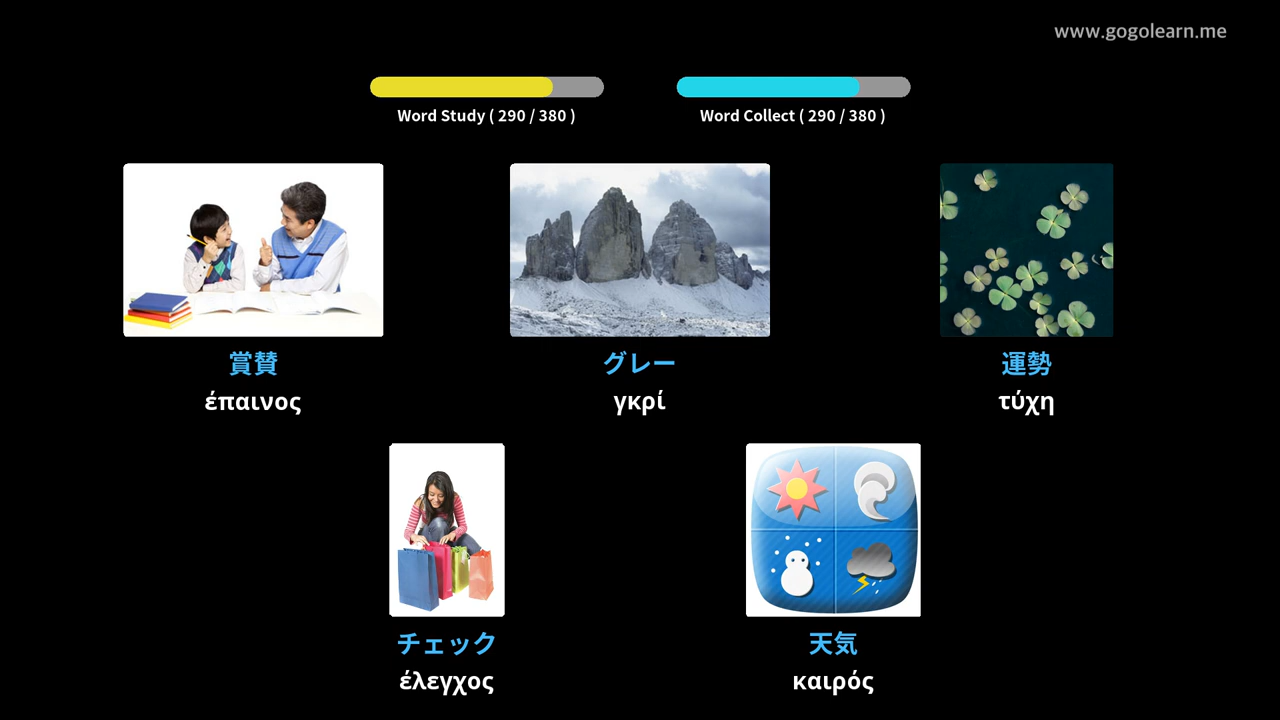 www.gogolearn.me
Word Study ( 290 / 380 )
Word Collect ( 290 / 380 )
賞賛
έπαινος
グレー
γκρί
運勢
τύχη
チェック
έλεγχος
天気
καιρός